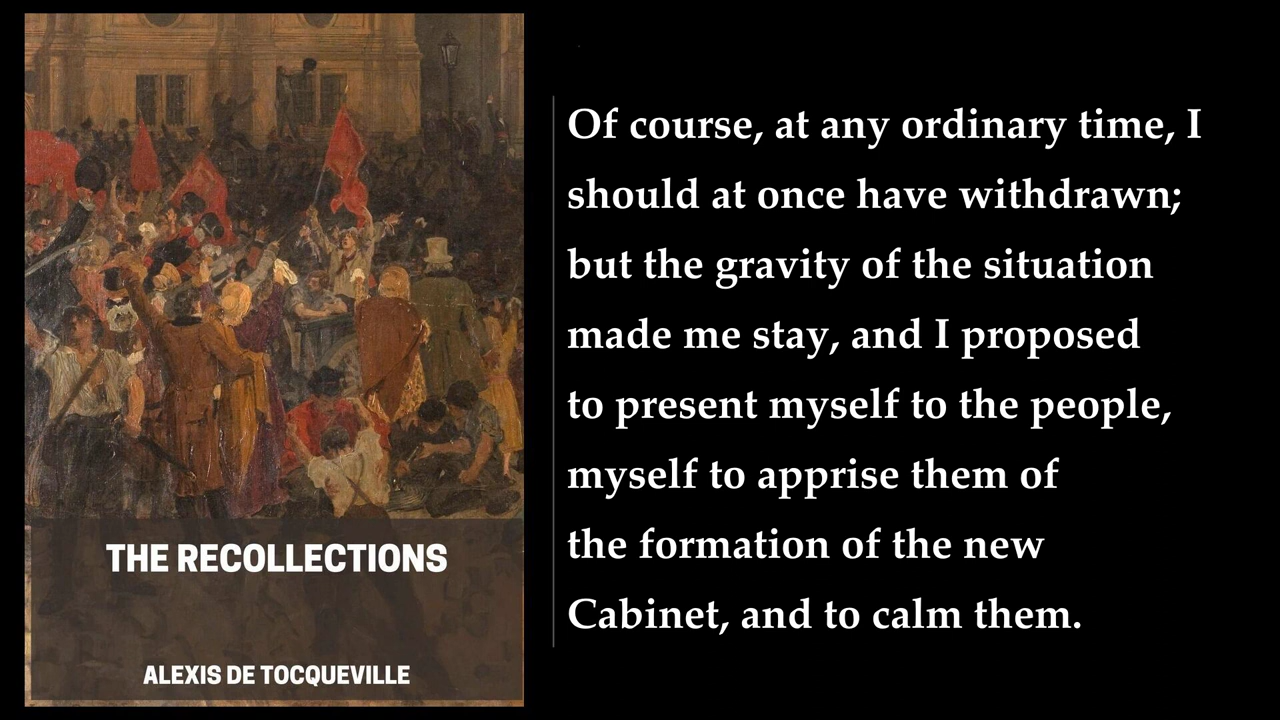 THE RECOLLECTIONS
ALEXIS DE TOCQUEVILLE
Of course, at any ordinary time, I
should at once have withdrawn;
but the gravity of the situation
made me stay, and I proposed
to present myself to the people,
myself to apprise them of
the formation of the new
Cabinet, and to calm them.